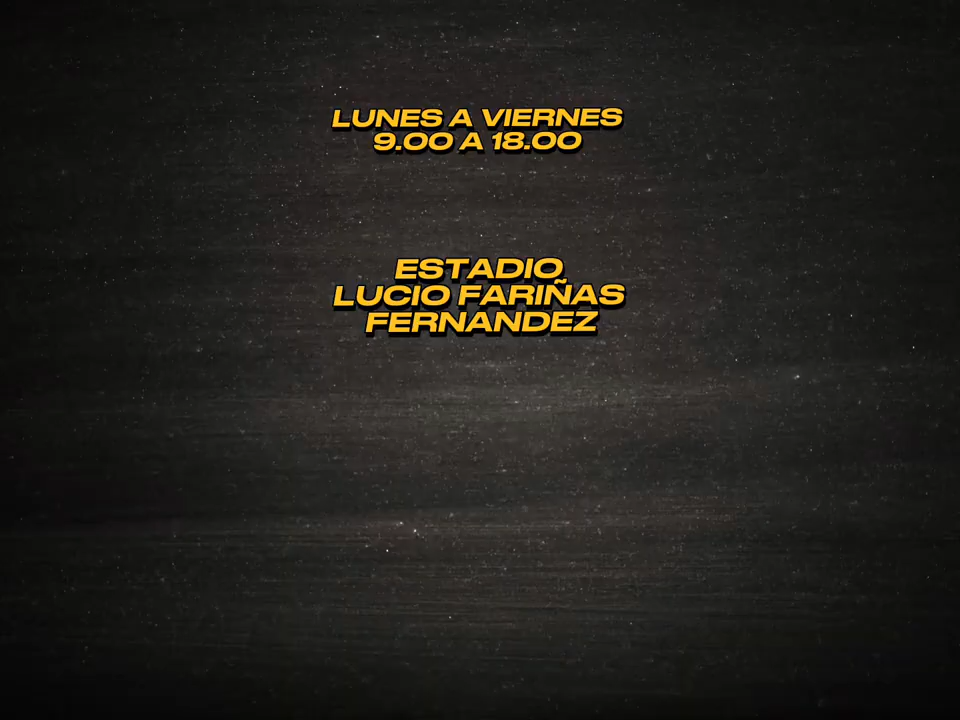 LUNES A VIERNES
9.00 A 18.00
ESTADIO
LUCIO FARIÑAS
FERNANDEZ